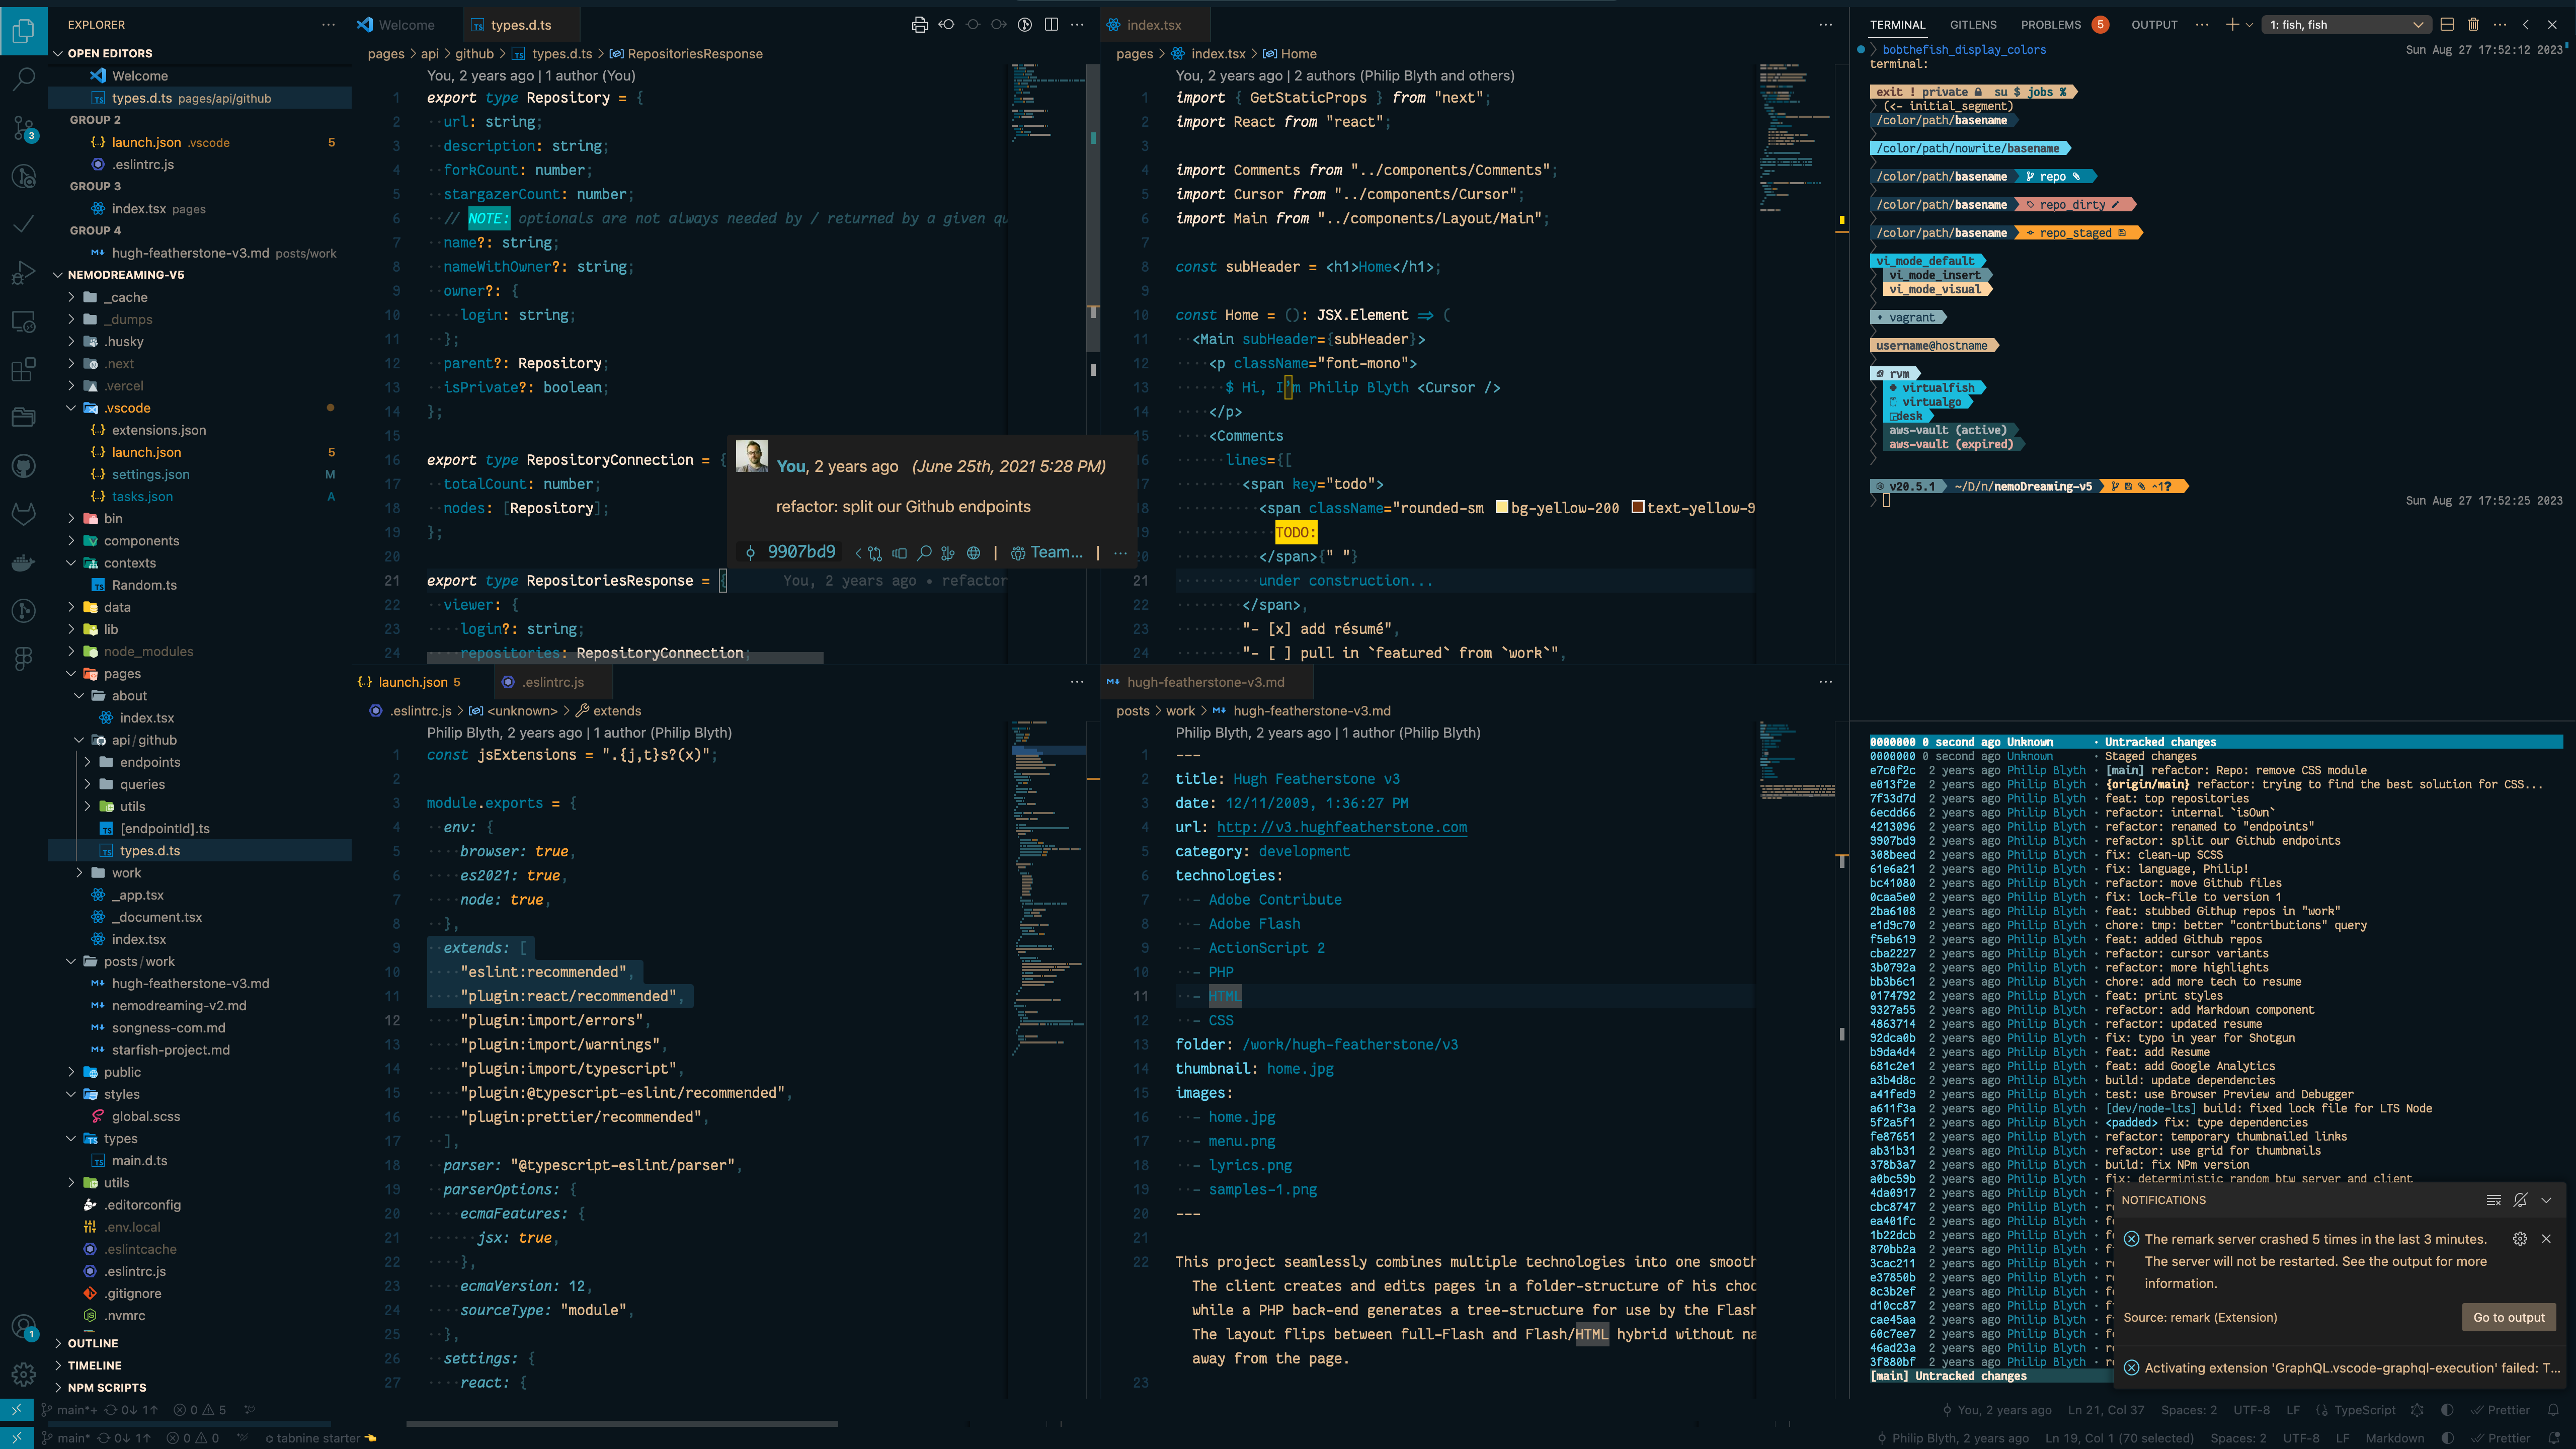 EXPLORER
OPEN EDITORS
Welcome
types.d.ts pages/api/github
GROUP 2
launch.json .vscode 5
.eslintrc.js
GROUP 3
index.tsx pages
GROUP 4
hugh-featherstone-v3.md posts/work
NEMODREAMING-V5
_cache
_dumps
.husky
.next
.vercel
.vscode
extensions.json
launch.json 5
settings.json M
tasks.json A
bin
components
contexts
Random.ts
data
lib
node_modules
pages
about
index.tsx
api/github
endpoints
queries
utils
[endpointId].ts
types.d.ts
work
_app.tsx
_document.tsx
index.tsx
posts/work
hugh-featherstone-v3.md
nemodreaming-v2.md
songness-com.md
starfish-project.md
public
styles
global.scss
types
main.d.ts
utils
.editorconfig
.env.local
.eslintcache
.eslintrc.js
.gitignore
.nvmrc
OUTLINE
TIMELINE
NPM SCRIPTS
3
1
Welcome
types.d.ts
pages > api > github > types.d.ts > RepositoriesResponse
You, 2 years ago | 1 author (You)
1 export type Repository = {
2 url: string;
3 description: string;
4 forkCount: number;
5 stargazerCount: number;
6 // NOTE: optionals are not always needed by / returned by a given qu
7 name?: string;
8 nameWithOwner?: string;
9 owner?: {
10 login: string;
11 };
12 parent?: Repository;
13 isPrivate?: boolean;
14 };
15
16 export type RepositoryConnection = {
17 totalCount: number;
18 nodes: [Repository];
19 };
20
21 export type RepositoriesResponse = { You, 2 years ago • refactor
22 viewer: {
23 login?: string;
24 repositories: RepositoryConnection;
You, 2 years ago (June 25th, 2021 5:28 PM)
refactor: split our Github endpoints
9907bd9 | Team... | ...
index.tsx
pages > index.tsx > Home
You, 2 years ago | 2 authors (Philip Blyth and others)
1 import { GetStaticProps } from "next";
2 import React from "react";
3
4 import Comments from "../components/Comments";
5 import Cursor from "../components/Cursor";
6 import Main from "../components/Layout/Main";
7
8 const subHeader = <h1>Home</h1>;
9
10 const Home = (): JSX.Element => (
11 <Main subHeader={subHeader}>
12 <p className="font-mono">
13 $ Hi, I'm Philip Blyth <Cursor />
14 </p>
15 <Comments
16 lines={[
17 <span key="todo">
18 <span className="rounded-sm bg-yellow-200 text-yellow-9
19 TODO:
20 </span>{" "}
21 under construction...
22 </span>,
23 "- [x] add résumé",
24 "- [ ] pull in `featured` from `work`",
launch.json 5
.eslintrc.js
.eslintrc.js > <unknown> > extends
Philip Blyth, 2 years ago | 1 author (Philip Blyth)
1 const jsExtensions = ".{j,t}s?(x)";
2
3 module.exports = {
4 env: {
5 browser: true,
6 es2021: true,
7 node: true,
8 },
9 extends: [
10 "eslint:recommended",
11 "plugin:react/recommended",
12 "plugin:import/errors",
13 "plugin:import/warnings",
14 "plugin:import/typescript",
15 "plugin:@typescript-eslint/recommended",
16 "plugin:prettier/recommended",
17 ],
18 parser: "@typescript-eslint/parser",
19 parserOptions: {
20 ecmaFeatures: {
21 jsx: true,
22 },
23 ecmaVersion: 12,
24 sourceType: "module",
25 },
26 settings: {
27 react: {
hugh-featherstone-v3.md
posts > work > hugh-featherstone-v3.md
Philip Blyth, 2 years ago | 1 author (Philip Blyth)
1 ---
2 title: Hugh Featherstone v3
3 date: 12/11/2009, 1:36:27 PM
4 url: http://v3.hughfeatherstone.com
5 category: development
6 technologies:
7 - Adobe Contribute
8 - Adobe Flash
9 - ActionScript 2
10 - PHP
11 - HTML
12 - CSS
13 folder: /work/hugh-featherstone/v3
14 thumbnail: home.jpg
15 images:
16 - home.jpg
17 - menu.png
18 - lyrics.png
19 - samples-1.png
20 ---
21
22 This project seamlessly combines multiple technologies into one smooth
The client creates and edits pages in a folder-structure of his choo
while a PHP back-end generates a tree-structure for use by the Flash
The layout flips between full-Flash and Flash/HTML hybrid without na
away from the page.
23
TERMINAL GITLENS PROBLEMS 5 OUTPUT ... 1: fish, fish
bobthefish_display_colors Sun Aug 27 17:52:12 2023
terminal:
exit ! private su $ jobs %
(<- initial_segment)
/color/path/basename
/color/path/nowrite/basename
/color/path/basename repo
/color/path/basename repo_dirty
/color/path/basename repo_staged
vi_mode_default
vi_mode_insert
vi_mode_visual
vagrant
username@hostname
rvm
virtualfish
virtualgo
desk
aws-vault (active)
aws-vault (expired)
v20.5.1 ~/D/n/nemoDreaming-v5 ~1?
Sun Aug 27 17:52:25 2023
0000000 0 second ago Unknown · Untracked changes
0000000 0 second ago Unknown · Staged changes
e7c0f2c 2 years ago Philip Blyth · [main] refactor: Repo: remove CSS module
e013f2e 2 years ago Philip Blyth · {origin/main} refactor: trying to find the best solution for CSS...
7f33d7d 2 years ago Philip Blyth · feat: top repositories
6ecdd66 2 years ago Philip Blyth · refactor: internal `isOwn`
4213096 2 years ago Philip Blyth · refactor: renamed to "endpoints"
9907bd9 2 years ago Philip Blyth · refactor: split our Github endpoints
308beed 2 years ago Philip Blyth · fix: clean-up SCSS
61e6a21 2 years ago Philip Blyth · fix: language, Philip!
bc41080 2 years ago Philip Blyth · refactor: move Github files
0caa5e0 2 years ago Philip Blyth · fix: lock-file to version 1
2ba6108 2 years ago Philip Blyth · feat: stubbed Githup repos in "work"
e1d9c70 2 years ago Philip Blyth · chore: tmp: better "contributions" query
f5eb619 2 years ago Philip Blyth · feat: added Github repos
cba2227 2 years ago Philip Blyth · refactor: cursor variants
3b0792a 2 years ago Philip Blyth · refactor: more highlights
bb3b6c1 2 years ago Philip Blyth · chore: add more tech to resume
0174792 2 years ago Philip Blyth · feat: print styles
9327a55 2 years ago Philip Blyth · refactor: add Markdown component
4863714 2 years ago Philip Blyth · refactor: updated resume
92dca0b 2 years ago Philip Blyth · fix: typo in year for Shotgun
b9da4d4 2 years ago Philip Blyth · feat: add Resume
681c2e1 2 years ago Philip Blyth · feat: add Google Analytics
a3b4d8c 2 years ago Philip Blyth · build: update dependencies
a41fed9 2 years ago Philip Blyth · test: use Browser Preview and Debugger
a611f3a 2 years ago Philip Blyth · [dev/node-lts] build: fixed lock file for LTS Node
5f2a5f1 2 years ago Philip Blyth · <padded> fix: type dependencies
fe87651 2 years ago Philip Blyth · refactor: temporary thumbnailed links
ab31b31 2 years ago Philip Blyth · refactor: use grid for thumbnails
378b3a7 2 years ago Philip Blyth · build: fix NPm version
a0bc59b 2 years ago Philip Blyth · fix: deterministic random btw server and client
4da0917 2 years ago Philip Blyth · f
cbc8747 2 years ago Philip Blyth · re
ea401fc 2 years ago Philip Blyth · f
1b22dcb 2 years ago Philip Blyth · f
870bb2a 2 years ago Philip Blyth · f
3cac211 2 years ago Philip Blyth · re
e37850b 2 years ago Philip Blyth · re
8c3b2ef 2 years ago Philip Blyth · f
d10cc87 2 years ago Philip Blyth · f
cae45aa 2 years ago Philip Blyth · f
60c7ee7 2 years ago Philip Blyth · f
46ad23a 2 years ago Philip Blyth · re
3f880bf 2 years ago Philip Blyth · re
[main] Untracked changes
NOTIFICATIONS
The remark server crashed 5 times in the last 3 minutes.
The server will not be restarted. See the output for more
information.
Source: remark (Extension) Go to output
Activating extension 'GraphQL.vscode-graphql-execution' failed: T...
main*+ 0↓ 1↑ 0 5
You, 2 years ago Ln 21, Col 37 Spaces: 2 UTF-8 LF TypeScript Prettier
main* 0↓ 1↑ 0 0 tabnine starter
Philip Blyth, 2 years ago Ln 19, Col 1 (70 selected) Spaces: 2 UTF-8 LF Markdown Prettier